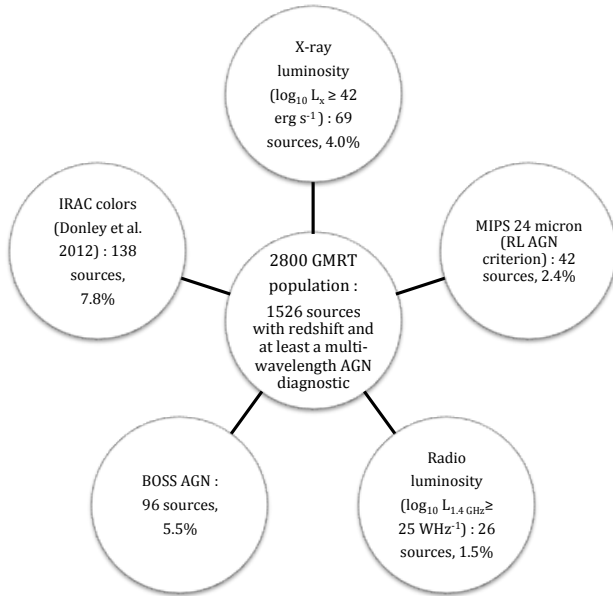 X-ray
luminosity
(log₁₀ Lₓ ≥ 42
erg s⁻¹) : 69
sources, 4.0%
IRAC colors
(Donley et al.
2012) : 138
sources,
7.8%
MIPS 24 micron
(RL AGN
criterion) : 42
sources, 2.4%
2800 GMRT
population :
1526 sources
with redshift and
at least a multi-
wavelength AGN
diagnostic
BOSS AGN :
96 sources,
5.5%
Radio
luminosity
(log₁₀ L₁.₄ GHz≥
25 WHz⁻¹) : 26
sources, 1.5%